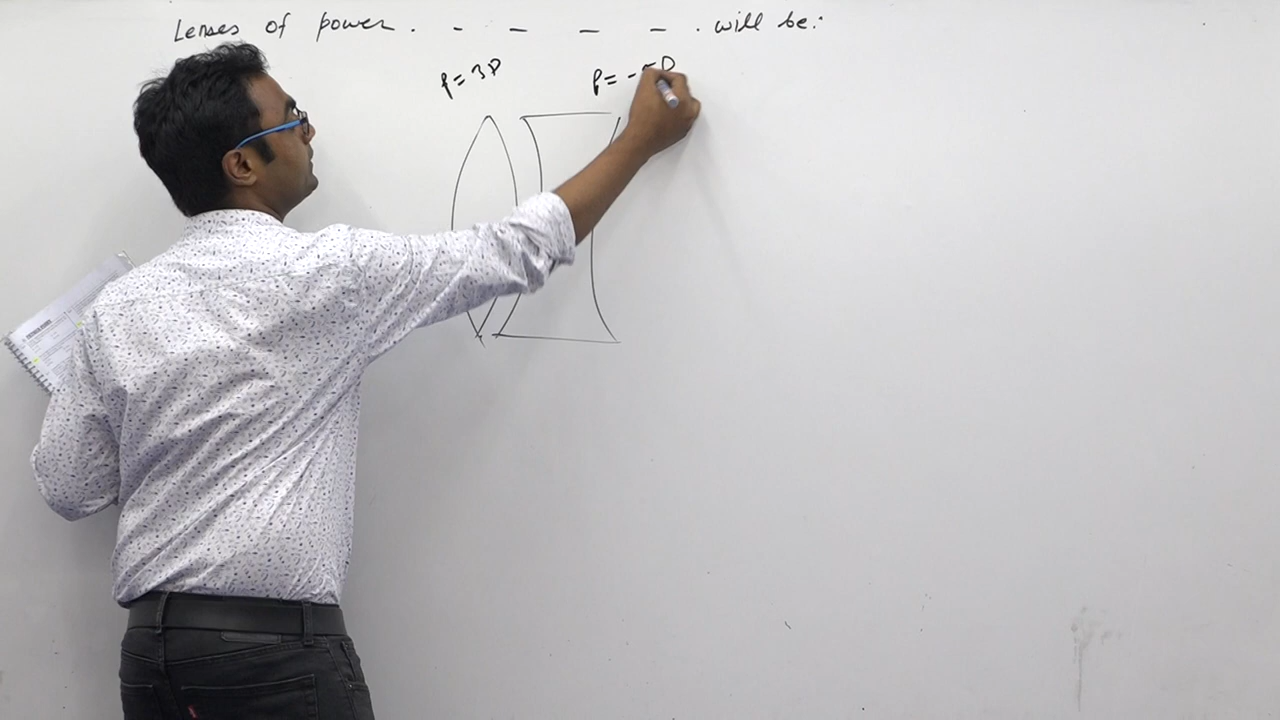 Lenses of power . - - - - . will be:
P = 3D P = -5D